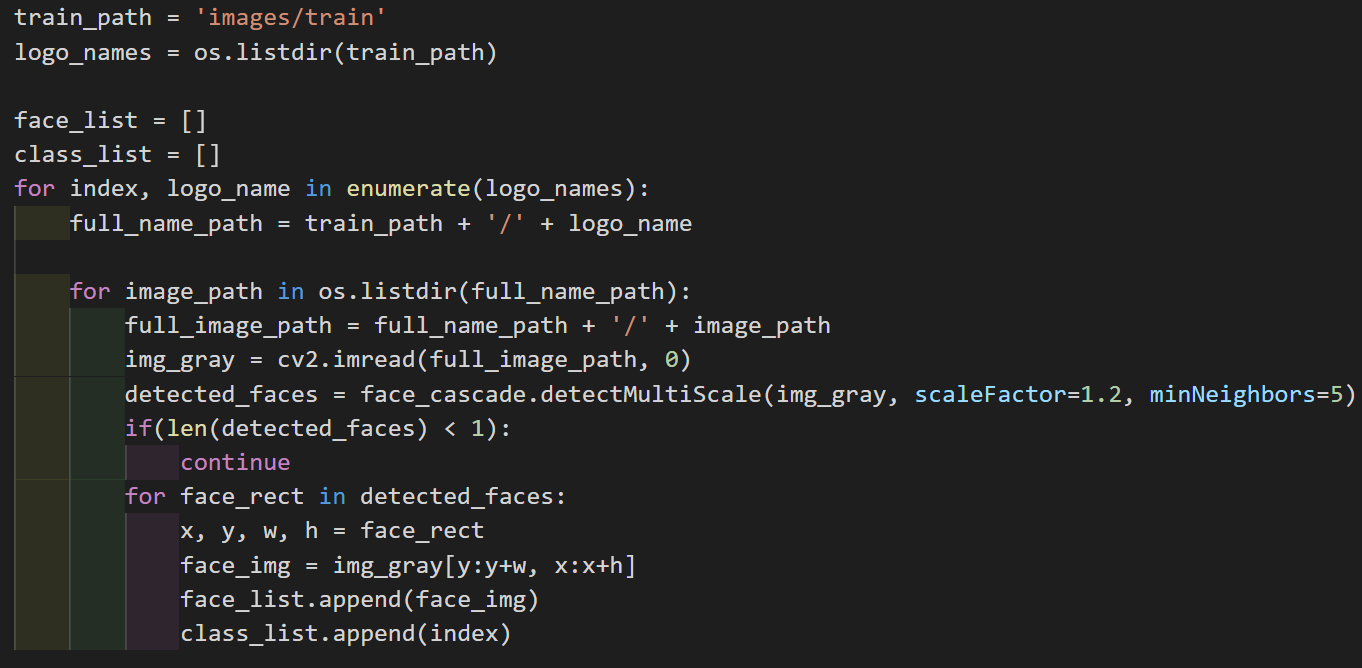 train_path = 'images/train'
logo_names = os.listdir(train_path)

face_list = []
class_list = []
for index, logo_name in enumerate(logo_names):
    full_name_path = train_path + '/' + logo_name

    for image_path in os.listdir(full_name_path):
        full_image_path = full_name_path + '/' + image_path
        img_gray = cv2.imread(full_image_path, 0)
        detected_faces = face_cascade.detectMultiScale(img_gray, scaleFactor=1.2, minNeighbors=5)
        if(len(detected_faces) < 1):
            continue
        for face_rect in detected_faces:
            x, y, w, h = face_rect
            face_img = img_gray[y:y+w, x:x+h]
            face_list.append(face_img)
            class_list.append(index)